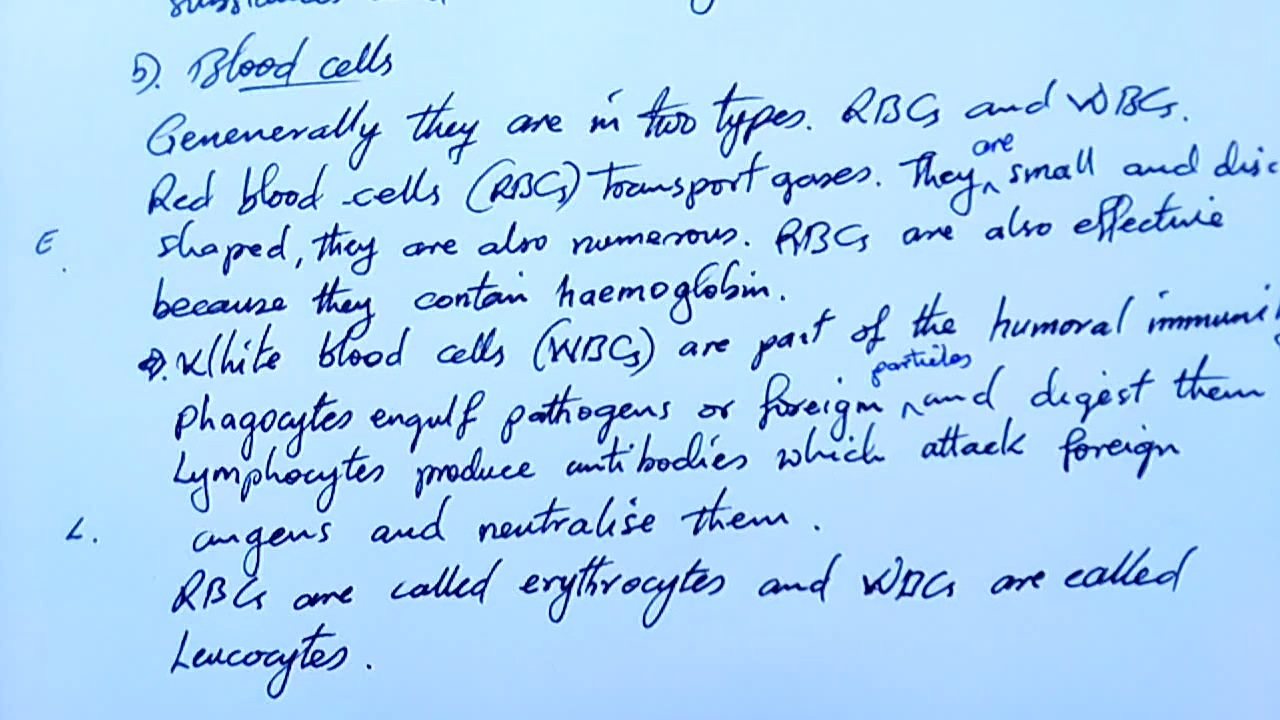 5). Blood cells
Genenerally they are in two types. RBCs and WBCs.
are
Red blood cells (RBCs) transport gases. They ^ small and disc
E shaped, they are also numerous. RBCs are also effective
because they contain haemoglobin.
White blood cells (WBCs) are part of the humoral immuni
particles
phagocytes engulf pathogens or foreign ^ and digest them
Lymphocytes produce antibodies which attack foreign
L. angens and neutralise them.
RBCs are called erythrocytes and WBCs are called
Leucocytes.